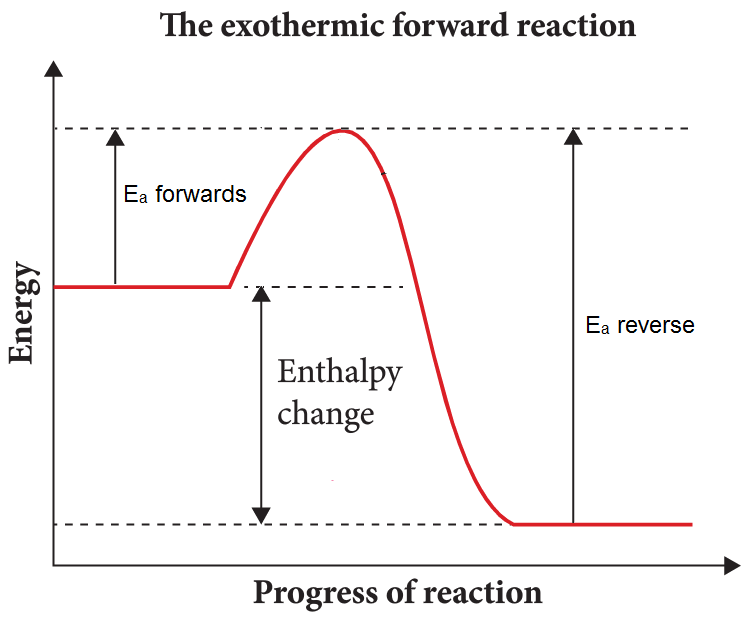 The exothermic forward reaction
Ea forwards
Ea reverse
Energy
Enthalpy
change
Progress of reaction